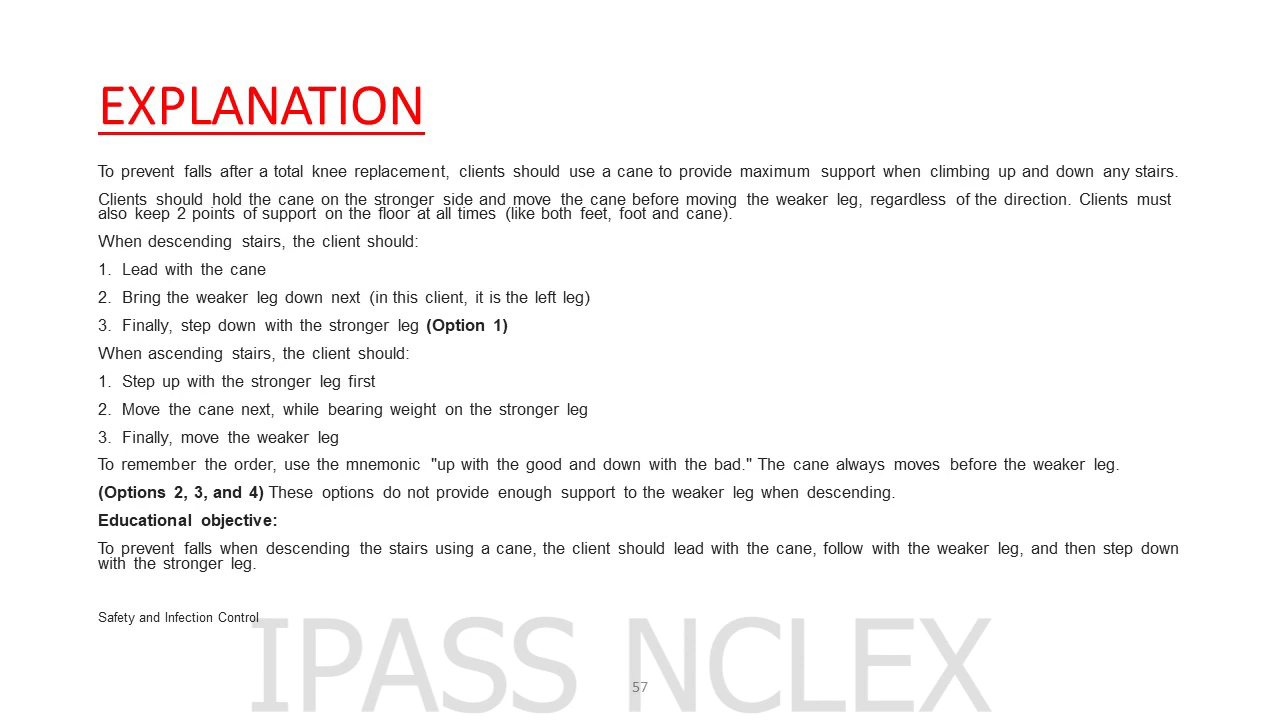 EXPLANATION
To prevent falls after a total knee replacement, clients should use a cane to provide maximum support when climbing up and down any stairs.
Clients should hold the cane on the stronger side and move the cane before moving the weaker leg, regardless of the direction. Clients must
also keep 2 points of support on the floor at all times (like both feet, foot and cane).
When descending stairs, the client should:
1. Lead with the cane
2. Bring the weaker leg down next (in this client, it is the left leg)
3. Finally, step down with the stronger leg (Option 1)
When ascending stairs, the client should:
1. Step up with the stronger leg first
2. Move the cane next, while bearing weight on the stronger leg
3. Finally, move the weaker leg
To remember the order, use the mnemonic "up with the good and down with the bad." The cane always moves before the weaker leg.
(Options 2, 3, and 4) These options do not provide enough support to the weaker leg when descending.
Educational objective:
To prevent falls when descending the stairs using a cane, the client should lead with the cane, follow with the weaker leg, and then step down
with the stronger leg.
Safety and Infection Control
IPASS NCLEX
57